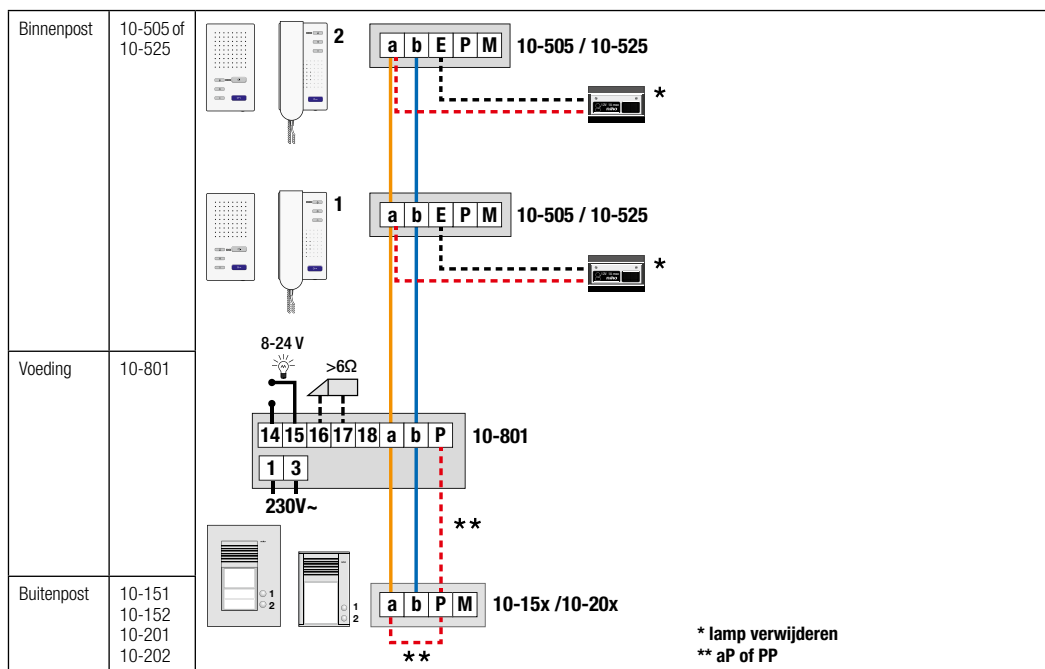 Binnenpost
10-505 of
10-525
2
a b E P M
10-505 / 10-525
*
1
a b E P M
10-505 / 10-525
*
Voeding
10-801
8-24 V
>6Ω
14 15 16 17 18 a b P
10-801
1 3
230V~
**
Buitenpost
10-151
10-152
10-201
10-202
1
2
1
2
a b P M
10-15x /10-20x
**
* lamp verwijderen
** aP of PP